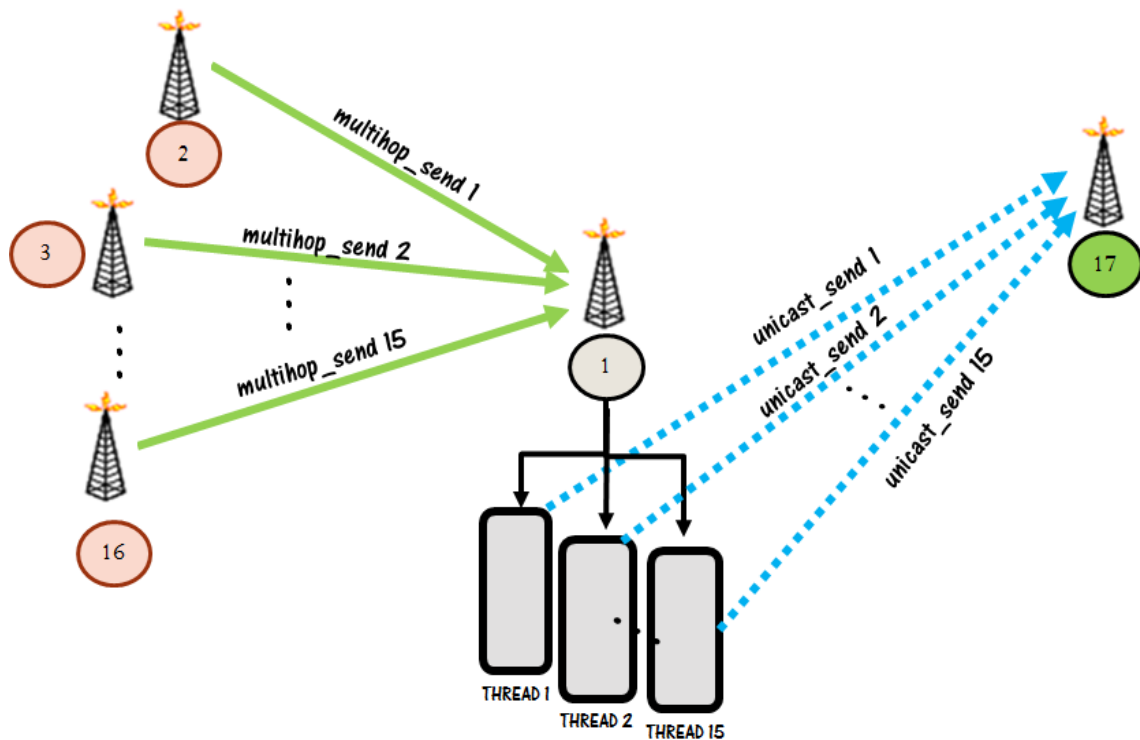 2
multihop_send 1
17
3
multihop_send 2
unicast_send 1
multihop_send 15
1
unicast_send 2
unicast_send 15
16
THREAD 1
THREAD 2
THREAD 15